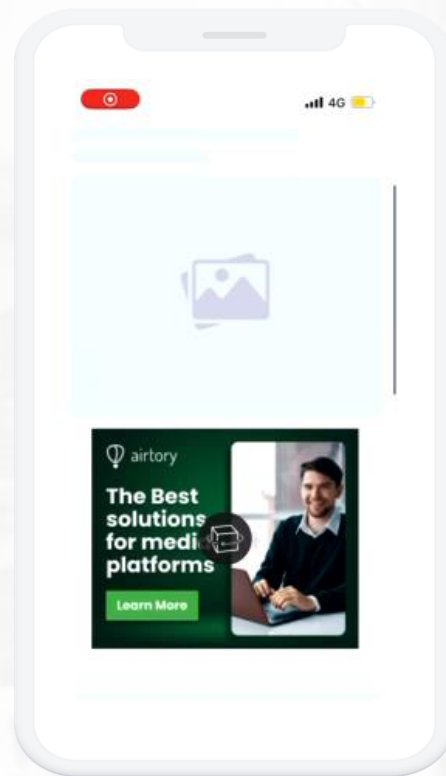 4G
airtory
The Best
solutions
for medi
platforms
Learn More